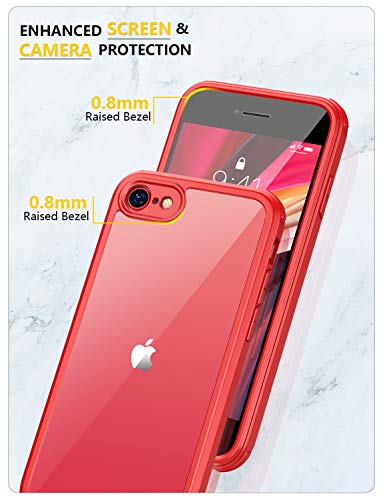 ENHANCED SCREEN &
CAMERA PROTECTION
0.8mm
Raised Bezel
9:41
0.8mm
Raised Bezel